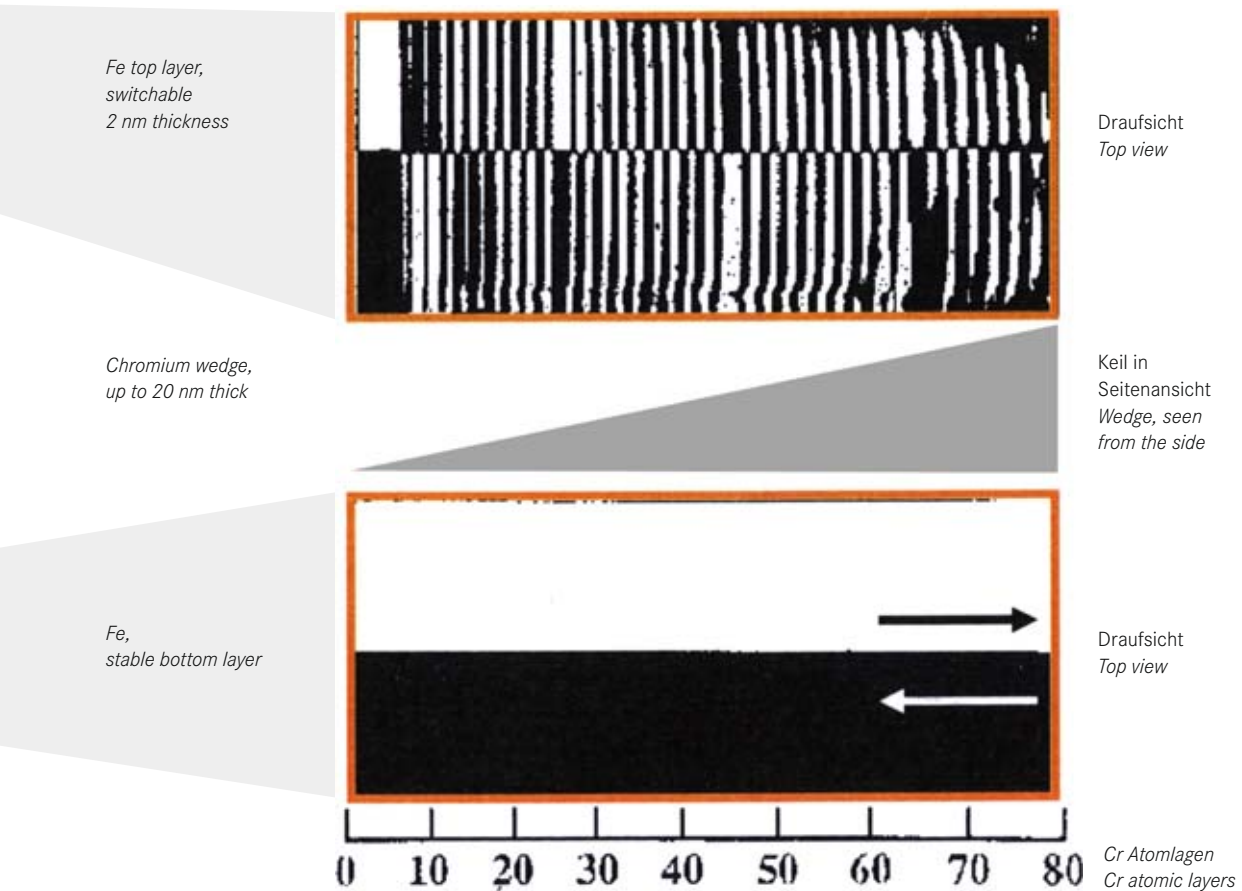 Fe top layer,
switchable
2 nm thickness
Draufsicht
Top view
Chromium wedge,
up to 20 nm thick
Keil in
Seitenansicht
Wedge, seen
from the side
Fe,
stable bottom layer
Draufsicht
Top view
0 10 20 30 40 50 60 70 80
Cr Atomlagen
Cr atomic layers